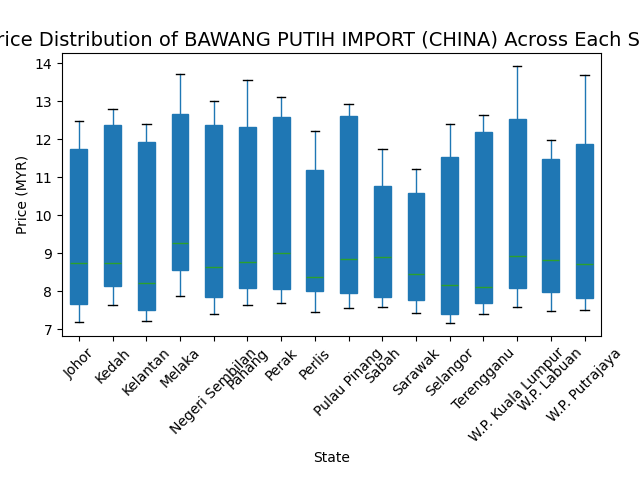 rice Distribution of BAWANG PUTIH IMPORT (CHINA) Across Each S
14
13
12
11
10
9
8
7
Price (MYR)
Johor
Kedah
Kelantan
Melaka
Negeri Sembilan
Pahang
Perak
Perlis
Pulau Pinang
Sabah
Sarawak
Selangor
Terengganu
W.P. Kuala Lumpur
W.P. Labuan
W.P. Putrajaya
State